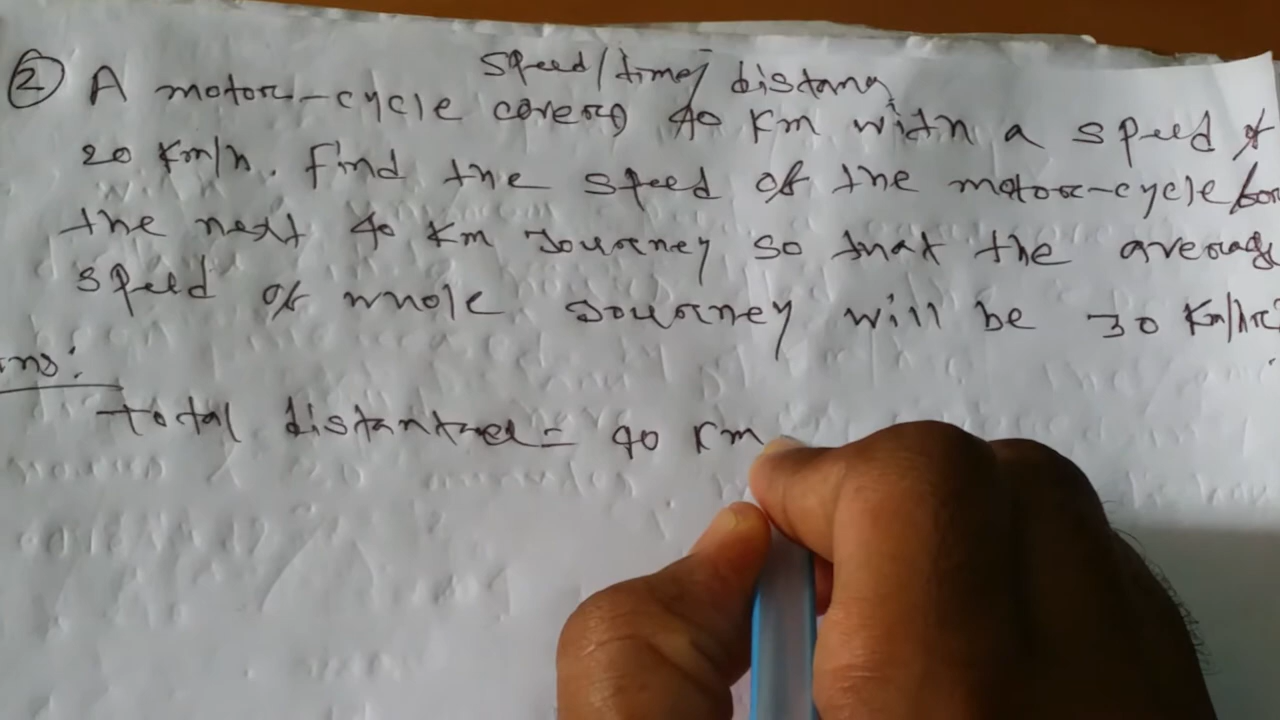 speed/time/distanc
② A motor-cycle covers 40 Km with a speed of
20 Km/h. Find the speed of the motor-cycle for
the next 40 Km Journey so that the average
speed of whole Journey will be 30 Km/hr
Ans:
total distance = 40 Km